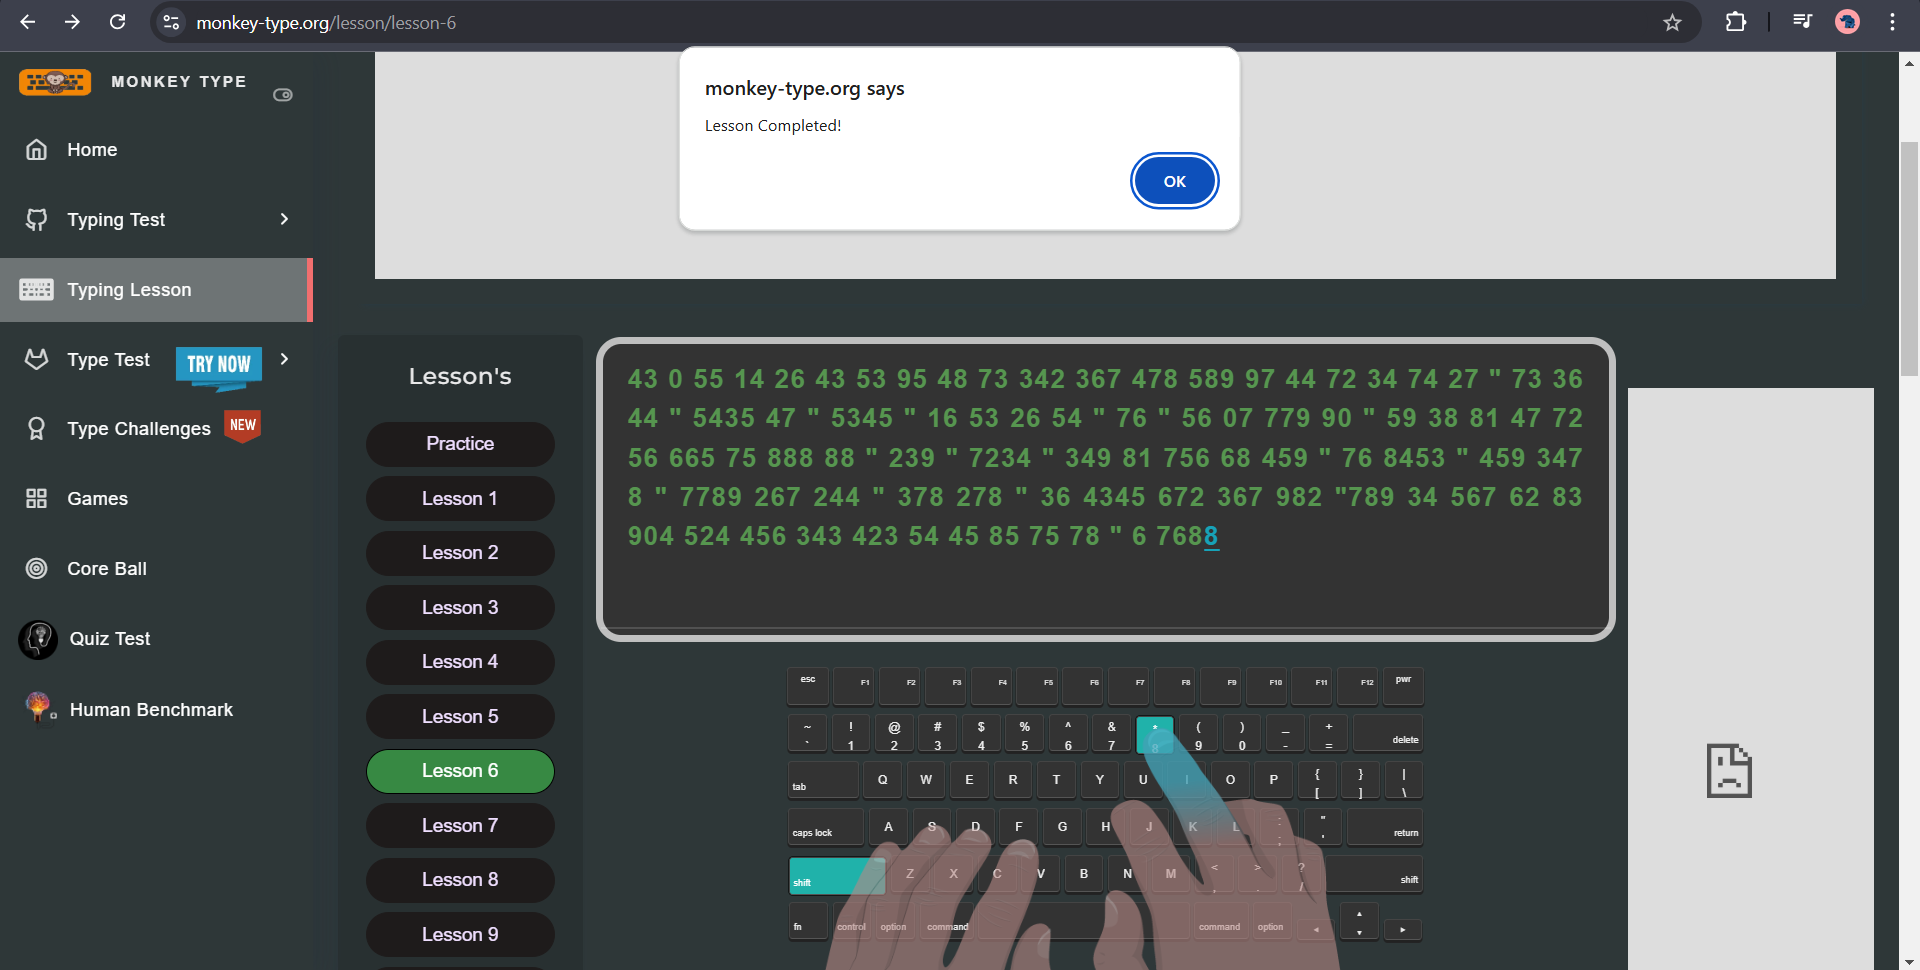 monkey-type.org/lesson/lesson-6
MONKEY TYPE
monkey-type.org says
Lesson Completed!
OK
Home
Typing Test
Typing Lesson
Type Test
TRY NOW
Type Challenges
NEW
Games
Core Ball
Quiz Test
Human Benchmark
Lesson's
Practice
Lesson 1
Lesson 2
Lesson 3
Lesson 4
Lesson 5
Lesson 6
Lesson 7
Lesson 8
Lesson 9
43 0 55 14 26 43 53 95 48 73 342 367 478 589 97 44 72 34 74 27 " 73 36
44 " 5435 47 " 5345 " 16 53 26 54 " 76 " 56 07 779 90 " 59 38 81 47 72
56 665 75 888 88 " 239 " 7234 " 349 81 756 68 459 " 76 8453 " 459 347
8 " 7789 267 244 " 378 278 " 36 4345 672 367 982 "789 34 567 62 83
904 524 456 343 423 54 45 85 75 78 " 6 7688
esc F1 F2 F3 F4 F5 F6 F7 F8 F9 F10 F11 F12 pwr
~ ! @ # $ % ^ & * ( ) _ +
` 1 2 3 4 5 6 7 8 9 0 - = delete
tab Q W E R T Y U I O P { } |
[ ] \
caps lock A S D F G H J K L : " return
; '
shift Z X C V B N M < > ? shift
, . /
fn control option command command option ◄ ▲ ▼ ►